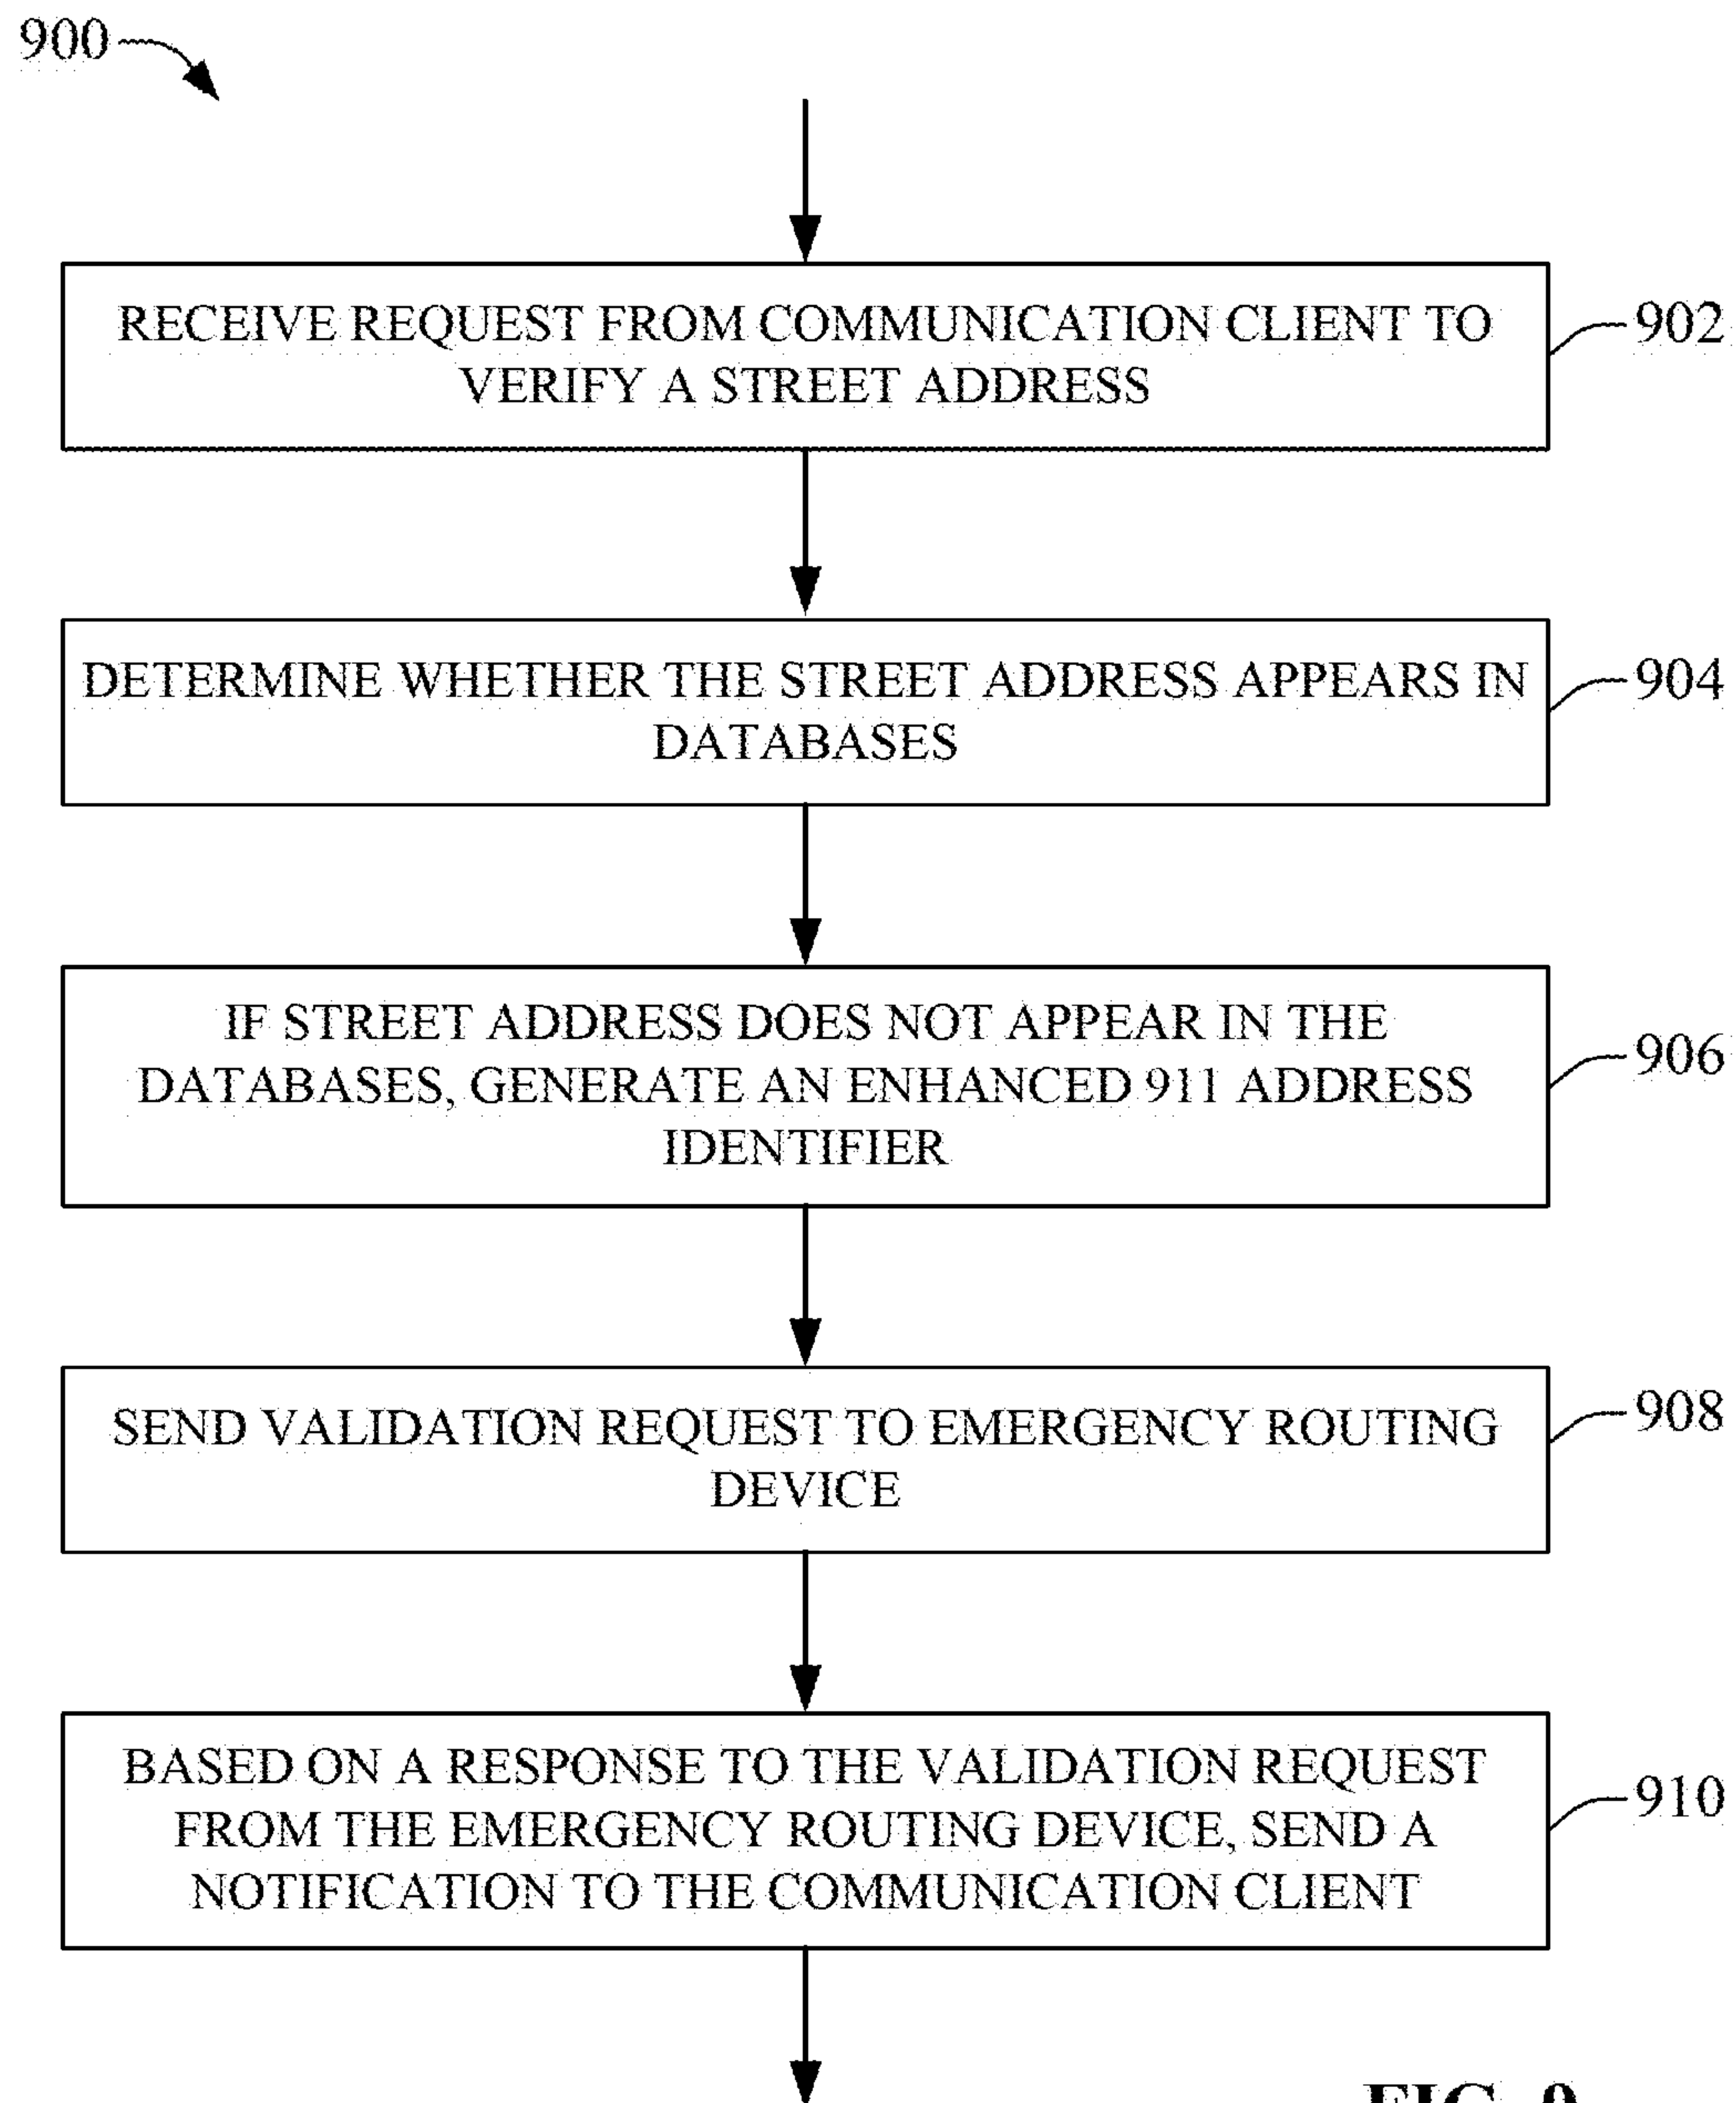 900
RECEIVE REQUEST FROM COMMUNICATION CLIENT TO
VERIFY A STREET ADDRESS
902
DETERMINE WHETHER THE STREET ADDRESS APPEARS IN
DATABASES
904
IF STREET ADDRESS DOES NOT APPEAR IN THE
DATABASES, GENERATE AN ENHANCED 911 ADDRESS
IDENTIFIER
906
SEND VALIDATION REQUEST TO EMERGENCY ROUTING
DEVICE
908
BASED ON A RESPONSE TO THE VALIDATION REQUEST
FROM THE EMERGENCY ROUTING DEVICE, SEND A
NOTIFICATION TO THE COMMUNICATION CLIENT
910
FIG. 9